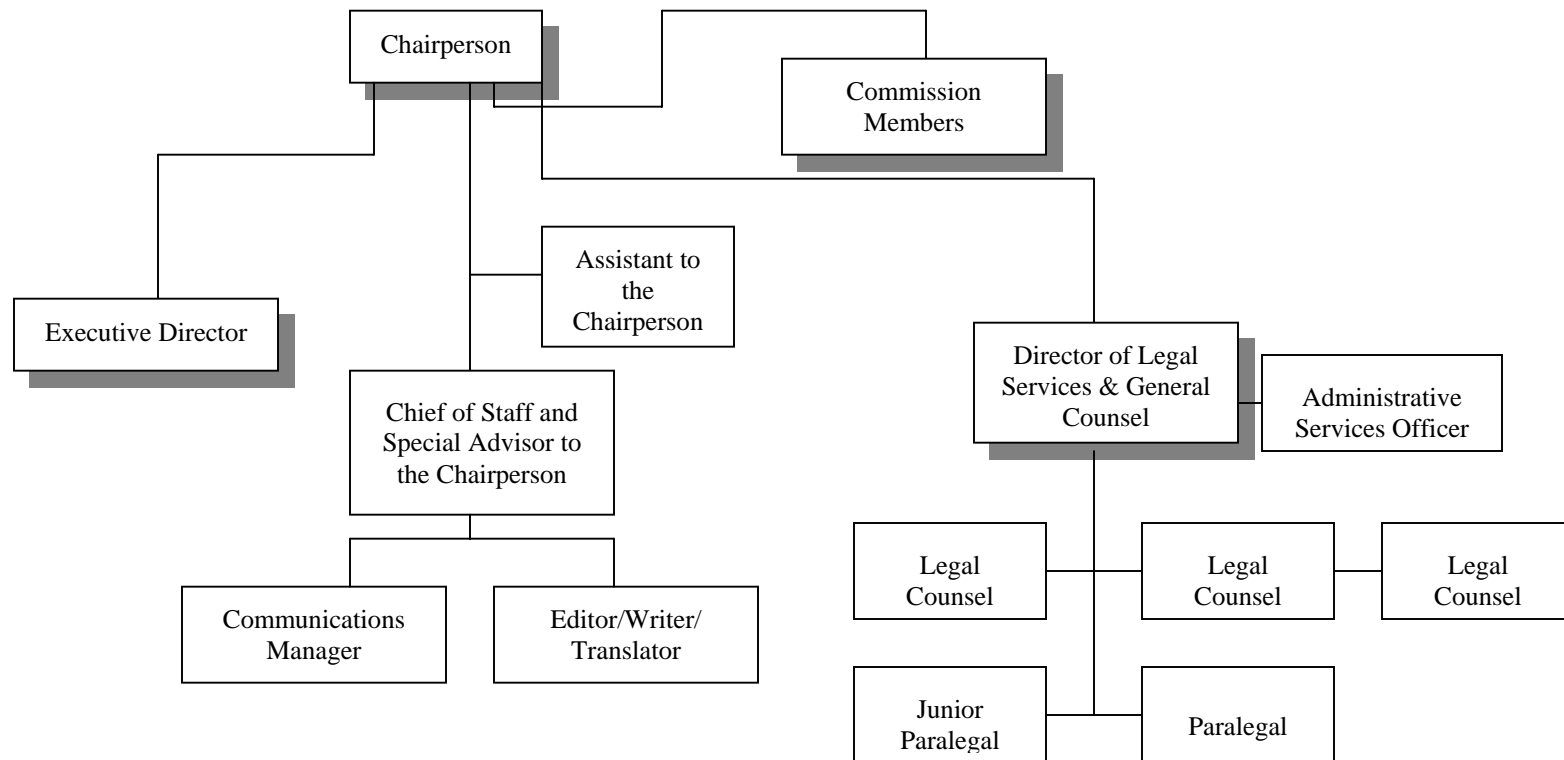 Chairperson
Commission
Members
Assistant to
the
Chairperson
Executive Director
Director of Legal
Services & General
Counsel
Administrative
Services Officer
Chief of Staff and
Special Advisor to
the Chairperson
Legal
Counsel
Legal
Counsel
Legal
Counsel
Communications
Manager
Editor/Writer/
Translator
Junior
Paralegal
Paralegal